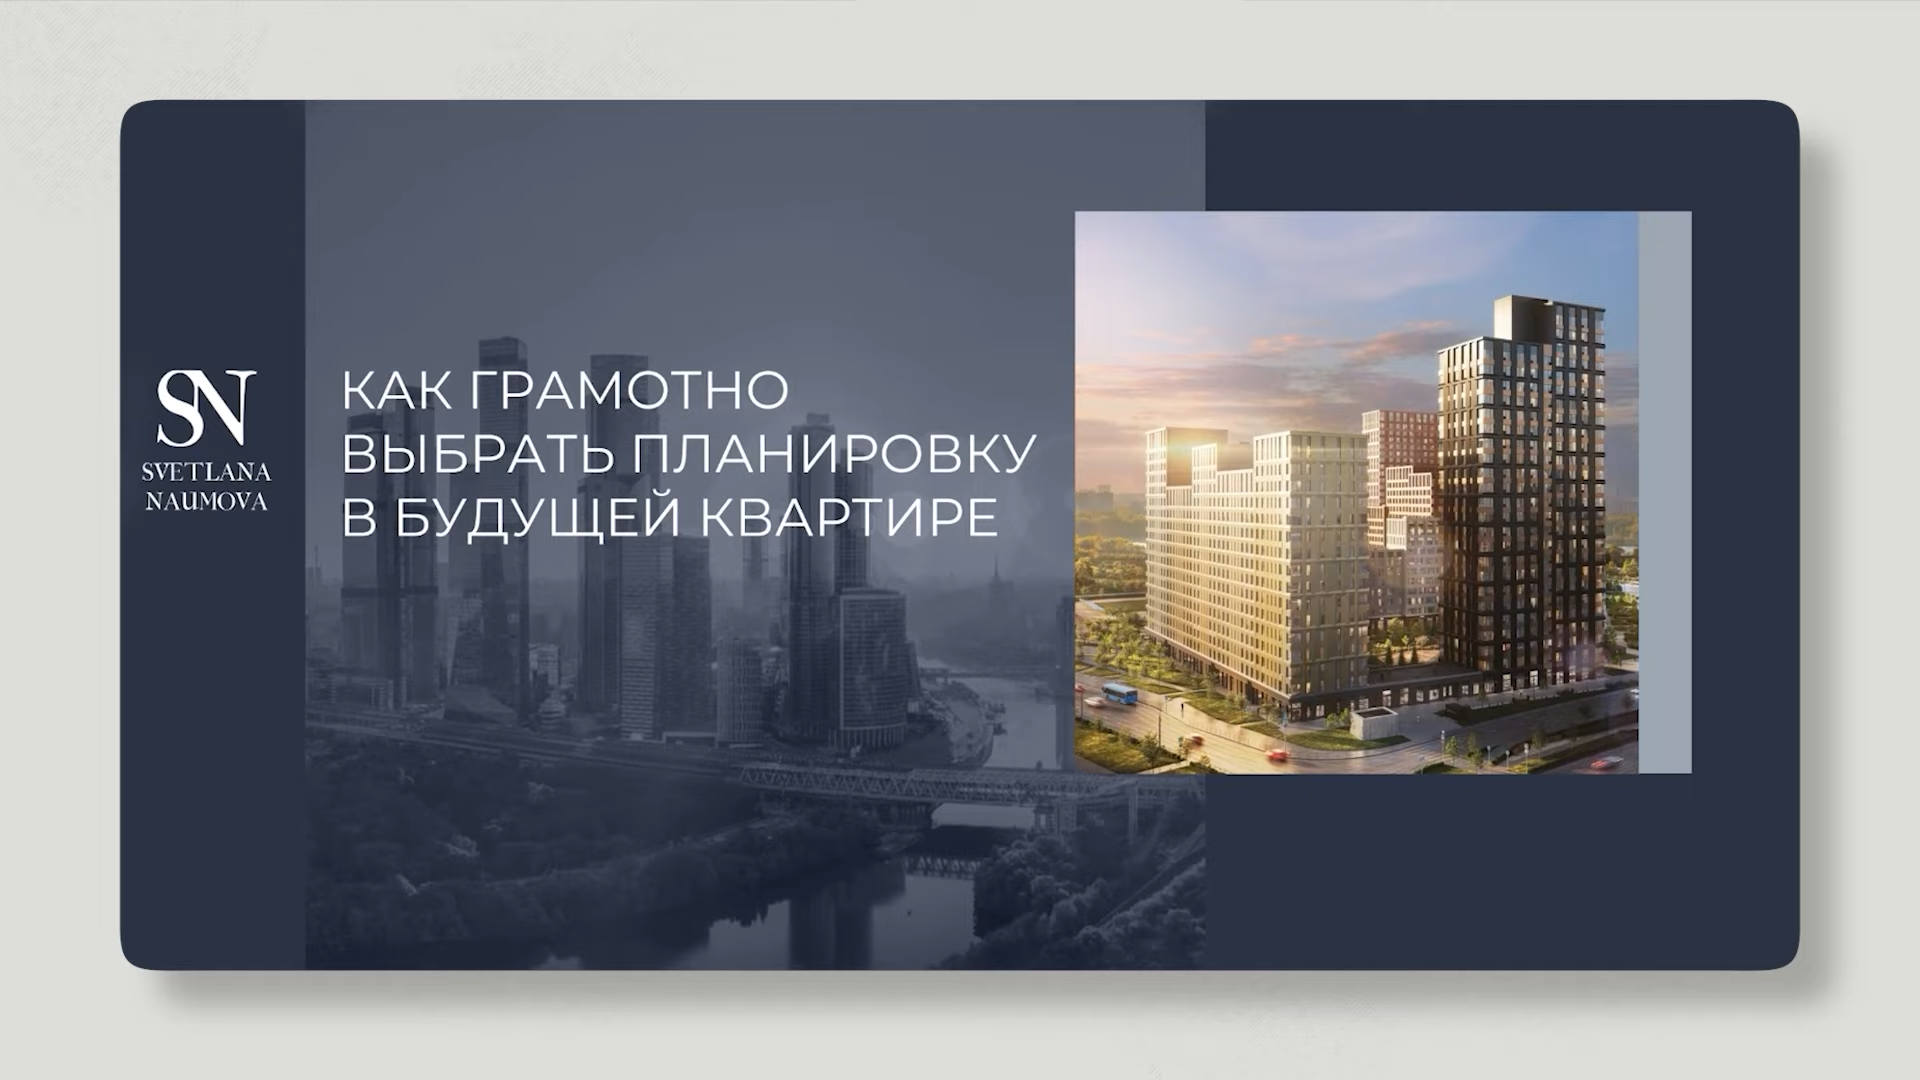 SN
SVETLANA
NAUMOVA
КАК ГРАМОТНО
ВЫБРАТЬ ПЛАНИРОВКУ
В БУДУЩЕЙ КВАРТИРЕ